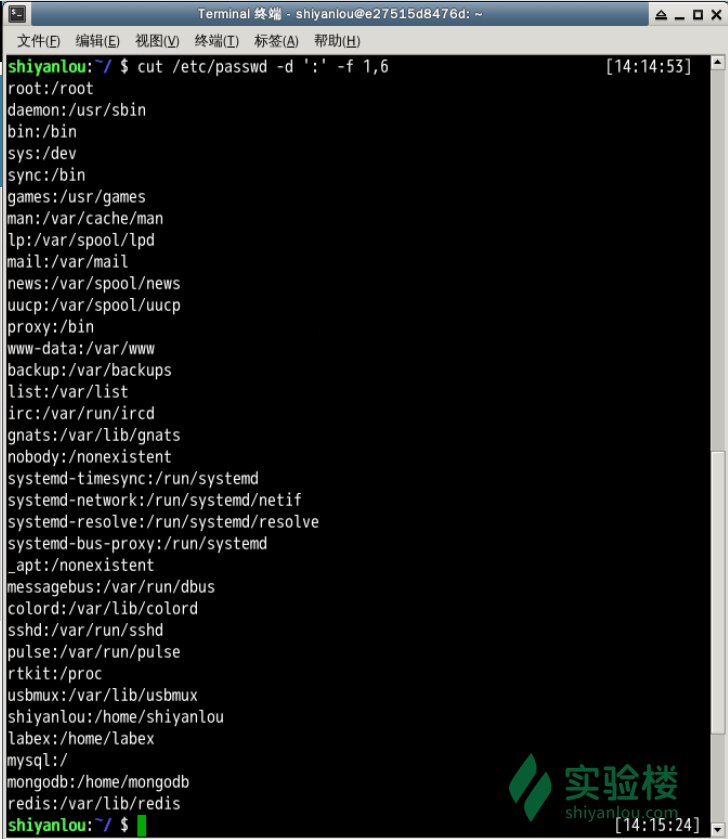 Terminal 终端 - shiyanlou@e27515d8476d: ~
文件(F) 编辑(E) 视图(V) 终端(T) 标签(A) 帮助(H)
shiyanlou:~/ $ cut /etc/passwd -d ':' -f 1,6 [14:14:53]
root:/root
daemon:/usr/sbin
bin:/bin
sys:/dev
sync:/bin
games:/usr/games
man:/var/cache/man
lp:/var/spool/lpd
mail:/var/mail
news:/var/spool/news
uucp:/var/spool/uucp
proxy:/bin
www-data:/var/www
backup:/var/backups
list:/var/list
irc:/var/run/ircd
gnats:/var/lib/gnats
nobody:/nonexistent
systemd-timesync:/run/systemd
systemd-network:/run/systemd/netif
systemd-resolve:/run/systemd/resolve
systemd-bus-proxy:/run/systemd
_apt:/nonexistent
messagebus:/var/run/dbus
colord:/var/lib/colord
sshd:/var/run/sshd
pulse:/var/run/pulse
rtkit:/proc
usbmux:/var/lib/usbmux
shiyanlou:/home/shiyanlou
labex:/home/labex
mysql:/
mongodb:/home/mongodb
redis:/var/lib/redis
shiyanlou:~/ $ [14:15:24]
实验楼
shiyanlou.com